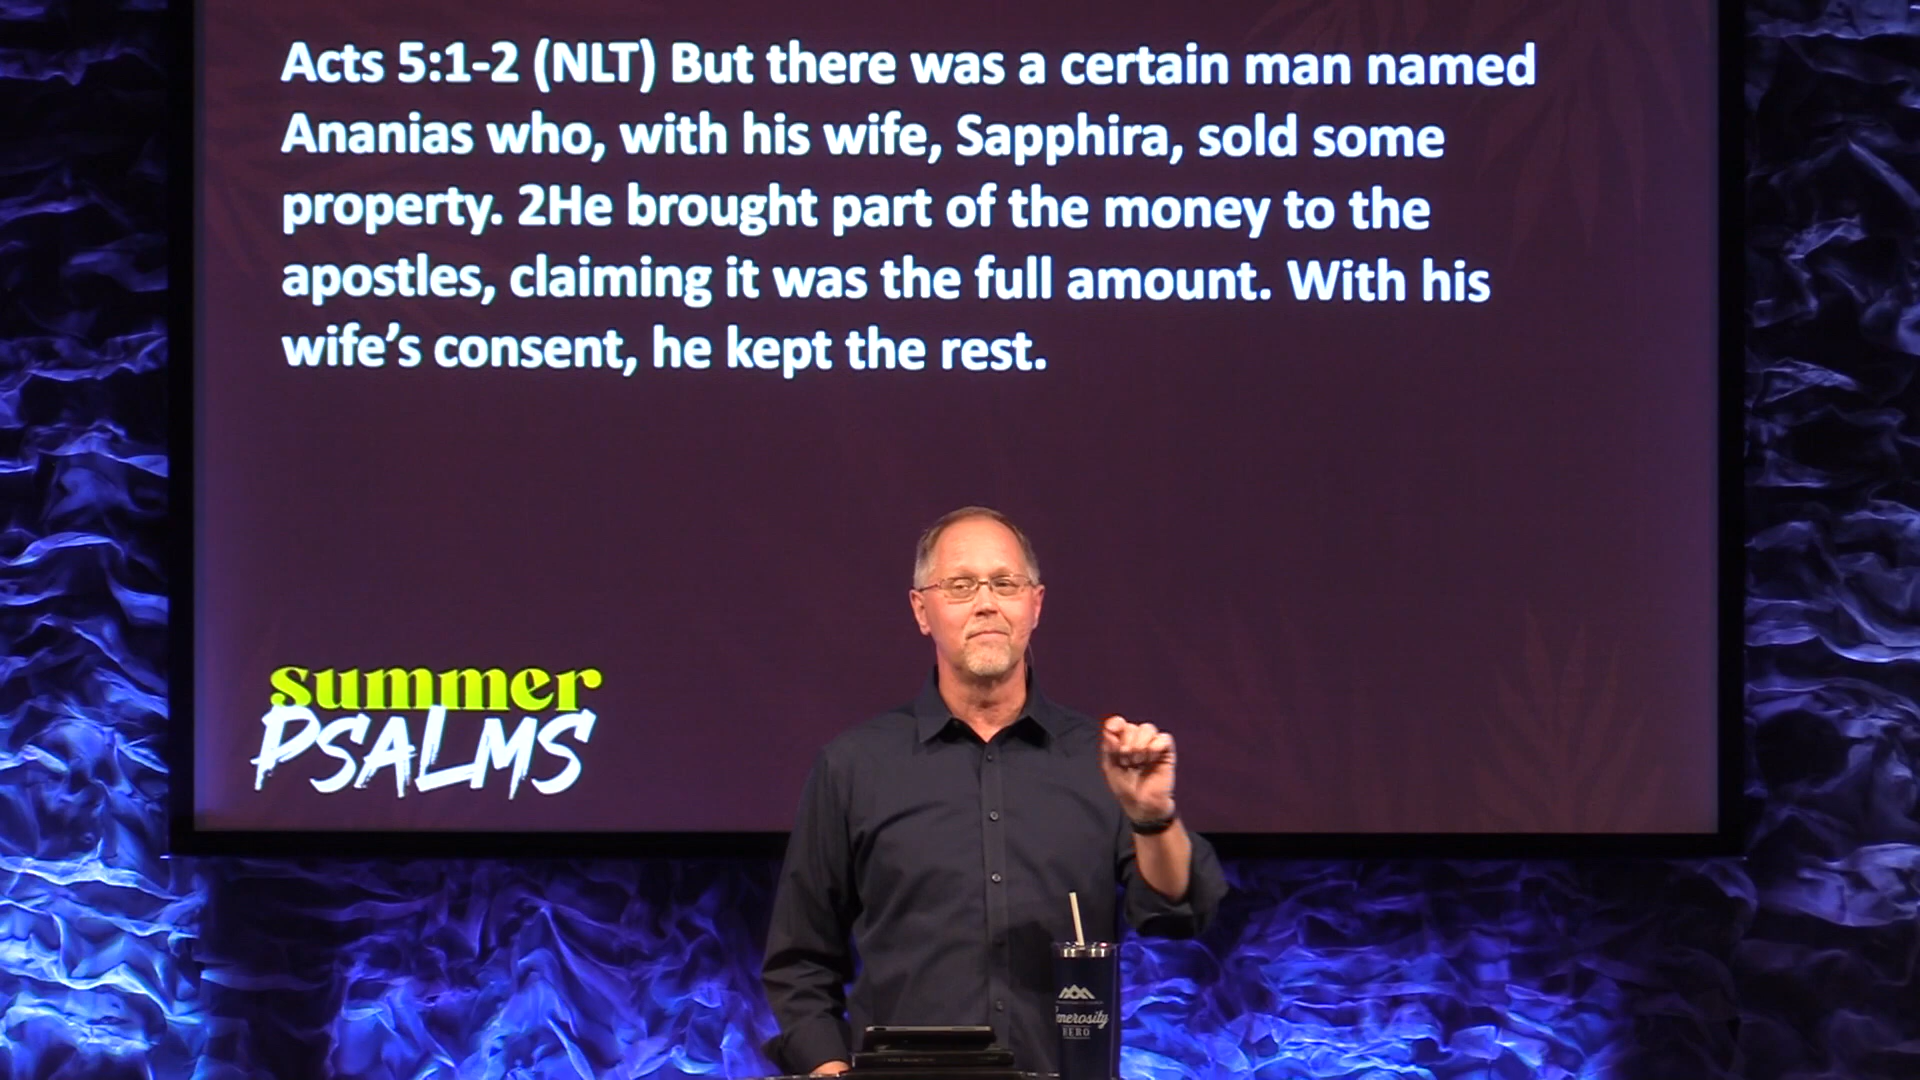 Acts 5:1-2 (NLT) But there was a certain man named
Ananias who, with his wife, Sapphira, sold some
property. 2He brought part of the money to the
apostles, claiming it was the full amount. With his
wife’s consent, he kept the rest.
summer
PSALMS
HERO